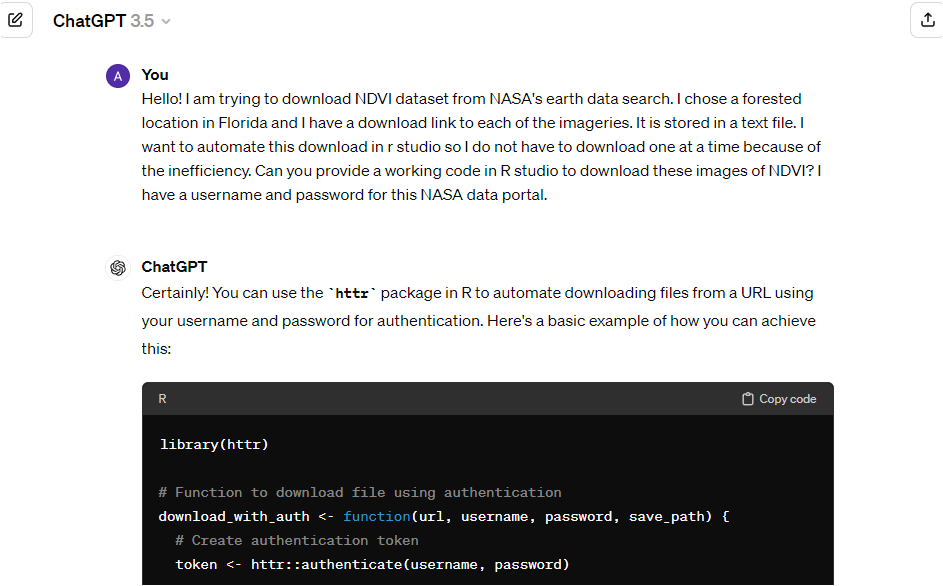 ChatGPT 3.5
A
You
Hello! I am trying to download NDVI dataset from NASA's earth data search. I chose a forested
location in Florida and I have a download link to each of the imageries. It is stored in a text file. I
want to automate this download in r studio so I do not have to download one at a time because of
the inefficiency. Can you provide a working code in R studio to download these images of NDVI? I
have a username and password for this NASA data portal.
ChatGPT
Certainly! You can use the `httr` package in R to automate downloading files from a URL using
your username and password for authentication. Here's a basic example of how you can achieve
this:
R Copy code
library(httr)
# Function to download file using authentication
download_with_auth <- function(url, username, password, save_path) {
# Create authentication token
token <- httr::authenticate(username, password)